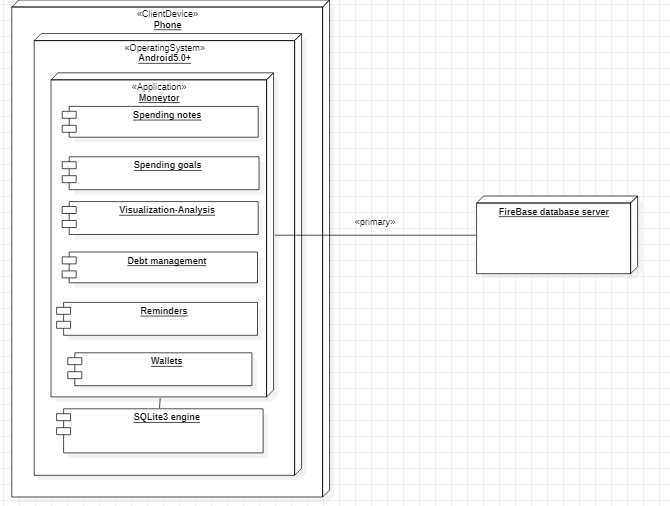 «ClientDevice»
Phone
«OperatingSystem»
Android5.0+
«Application»
Moneytor
Spending notes
Spending goals
Visualization-Analysis
«primary»
FireBase database server
Debt management
Reminders
Wallets
SQLite3 engine